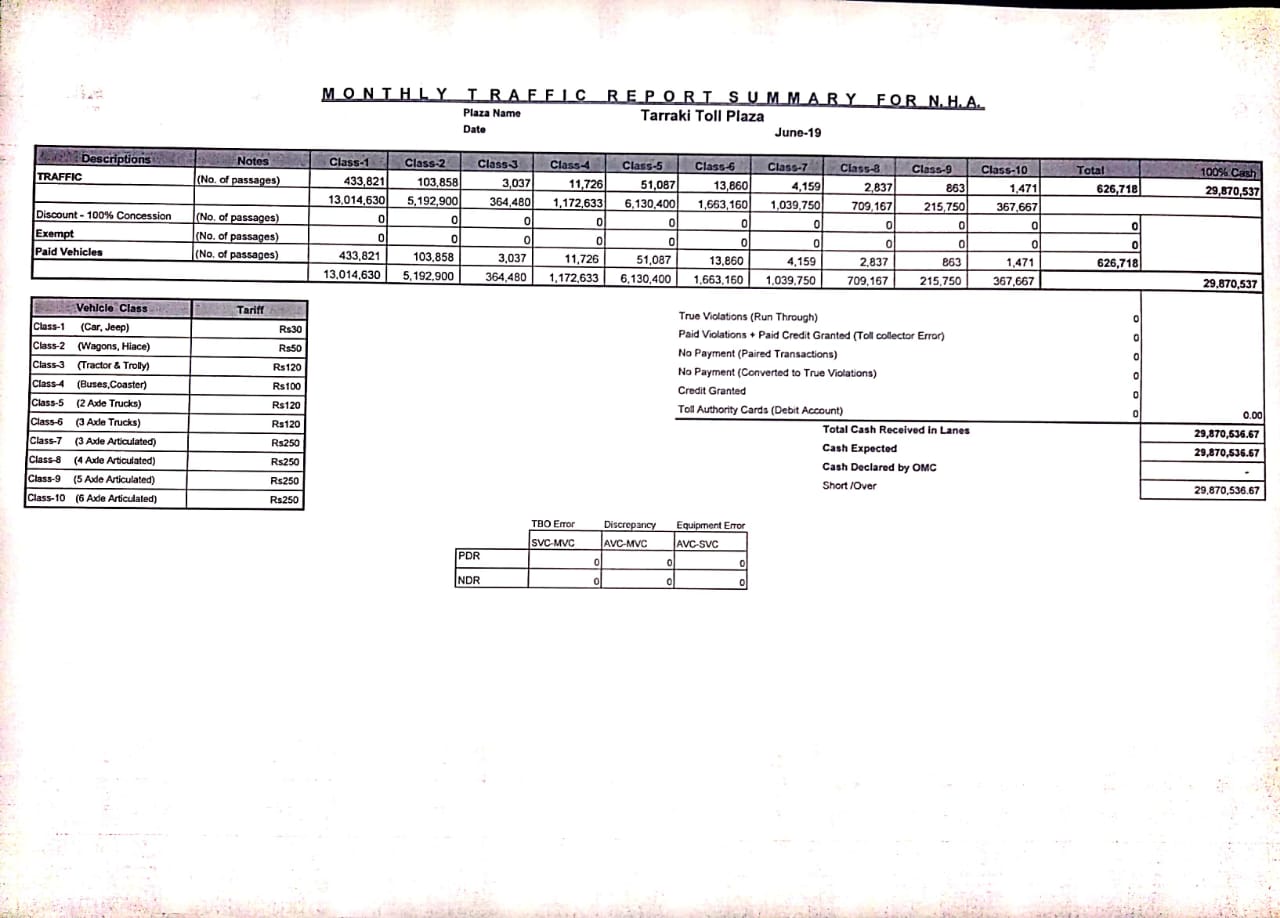 MONTHLY TRAFFIC REPORT SUMMARY FOR N.H.A.
Plaza Name Tarraki Toll Plaza
Date June-19
Descriptions Notes Class-1 Class-2 Class-3 Class-4 Class-5 Class-6 Class-7 Class-8 Class-9 Class-10 Total 100% Cash
TRAFFIC (No. of passages) 433,821 103,858 3,037 11,726 51,087 13,860 4,159 2,837 863 1,471 626,718 29,870,537
13,014,630 5,192,900 364,480 1,172,633 6,130,400 1,663,160 1,039,750 709,167 215,750 367,667
Discount - 100% Concession (No. of passages) 0 0 0 0 0 0 0 0 0 0 0
Exempt (No. of passages) 0 0 0 0 0 0 0 0 0 0 0
Paid Vehicles (No. of passages) 433,821 103,858 3,037 11,726 51,087 13,860 4,159 2,837 863 1,471 626,718
13,014,630 5,192,900 364,480 1,172,633 6,130,400 1,663,160 1,039,750 709,167 215,750 367,667 29,870,537
Vehicle Class Tariff
Class-1 (Car, Jeep) Rs30
Class-2 (Wagons, Hiace) Rs50
Class-3 (Tractor & Trolly) Rs120
Class-4 (Buses,Coaster) Rs100
Class-5 (2 Axle Trucks) Rs120
Class-6 (3 Axle Trucks) Rs120
Class-7 (3 Axle Articulated) Rs250
Class-8 (4 Axle Articulated) Rs250
Class-9 (5 Axle Articulated) Rs250
Class-10 (6 Axle Articulated) Rs250
True Violations (Run Through) 0
Paid Violations + Paid Credit Granted (Toll collector Error) 0
No Payment (Paired Transactions) 0
No Payment (Converted to True Violations) 0
Credit Granted 0
Toll Authority Cards (Debit Account) 0 0.00
Total Cash Received in Lanes 29,870,536.67
Cash Expected 29,870,536.67
Cash Declared by OMC -
Short /Over 29,870,536.67
TBO Error Discrepancy Equipment Error
SVC-MVC AVC-MVC AVC-SVC
PDR 0 0 0
NDR 0 0 0